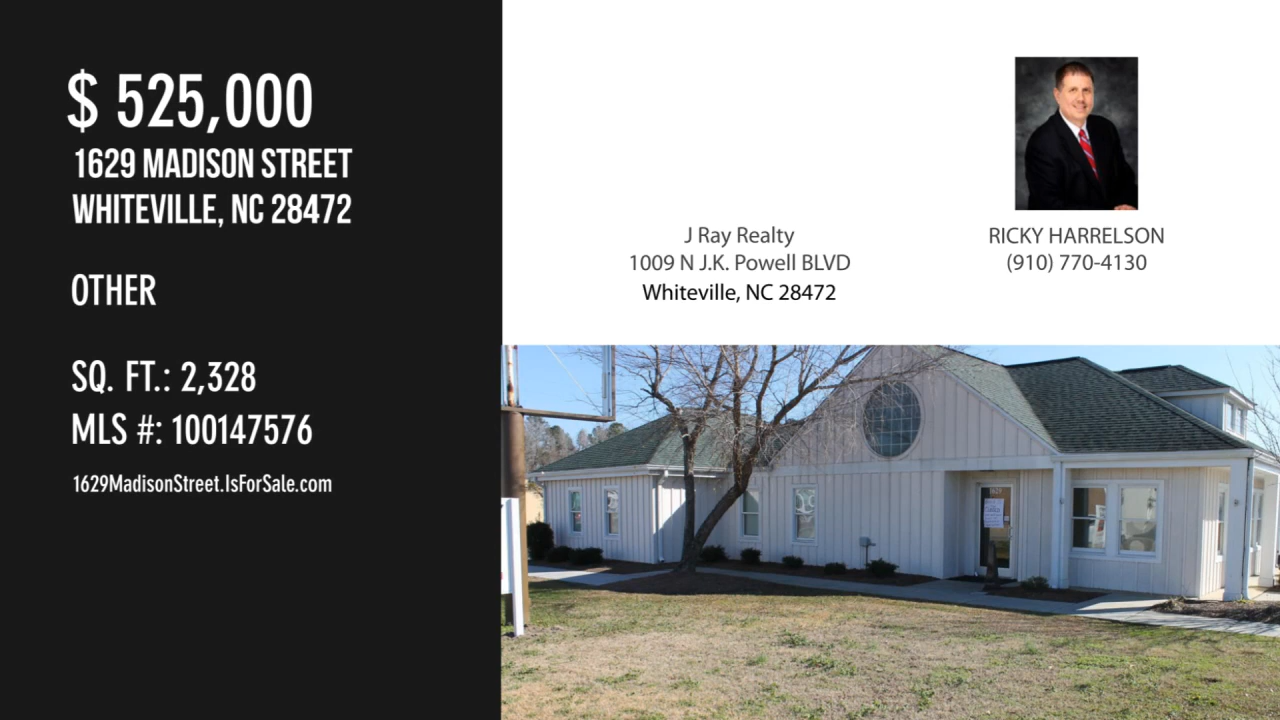 $ 525,000
1629 MADISON STREET
WHITEVILLE, NC 28472
OTHER
SQ. FT.: 2,328
MLS #: 100147576
1629MadisonStreet.IsForSale.com
J Ray Realty
1009 N J.K. Powell BLVD
Whiteville, NC 28472
RICKY HARRELSON
(910) 770-4130
1629